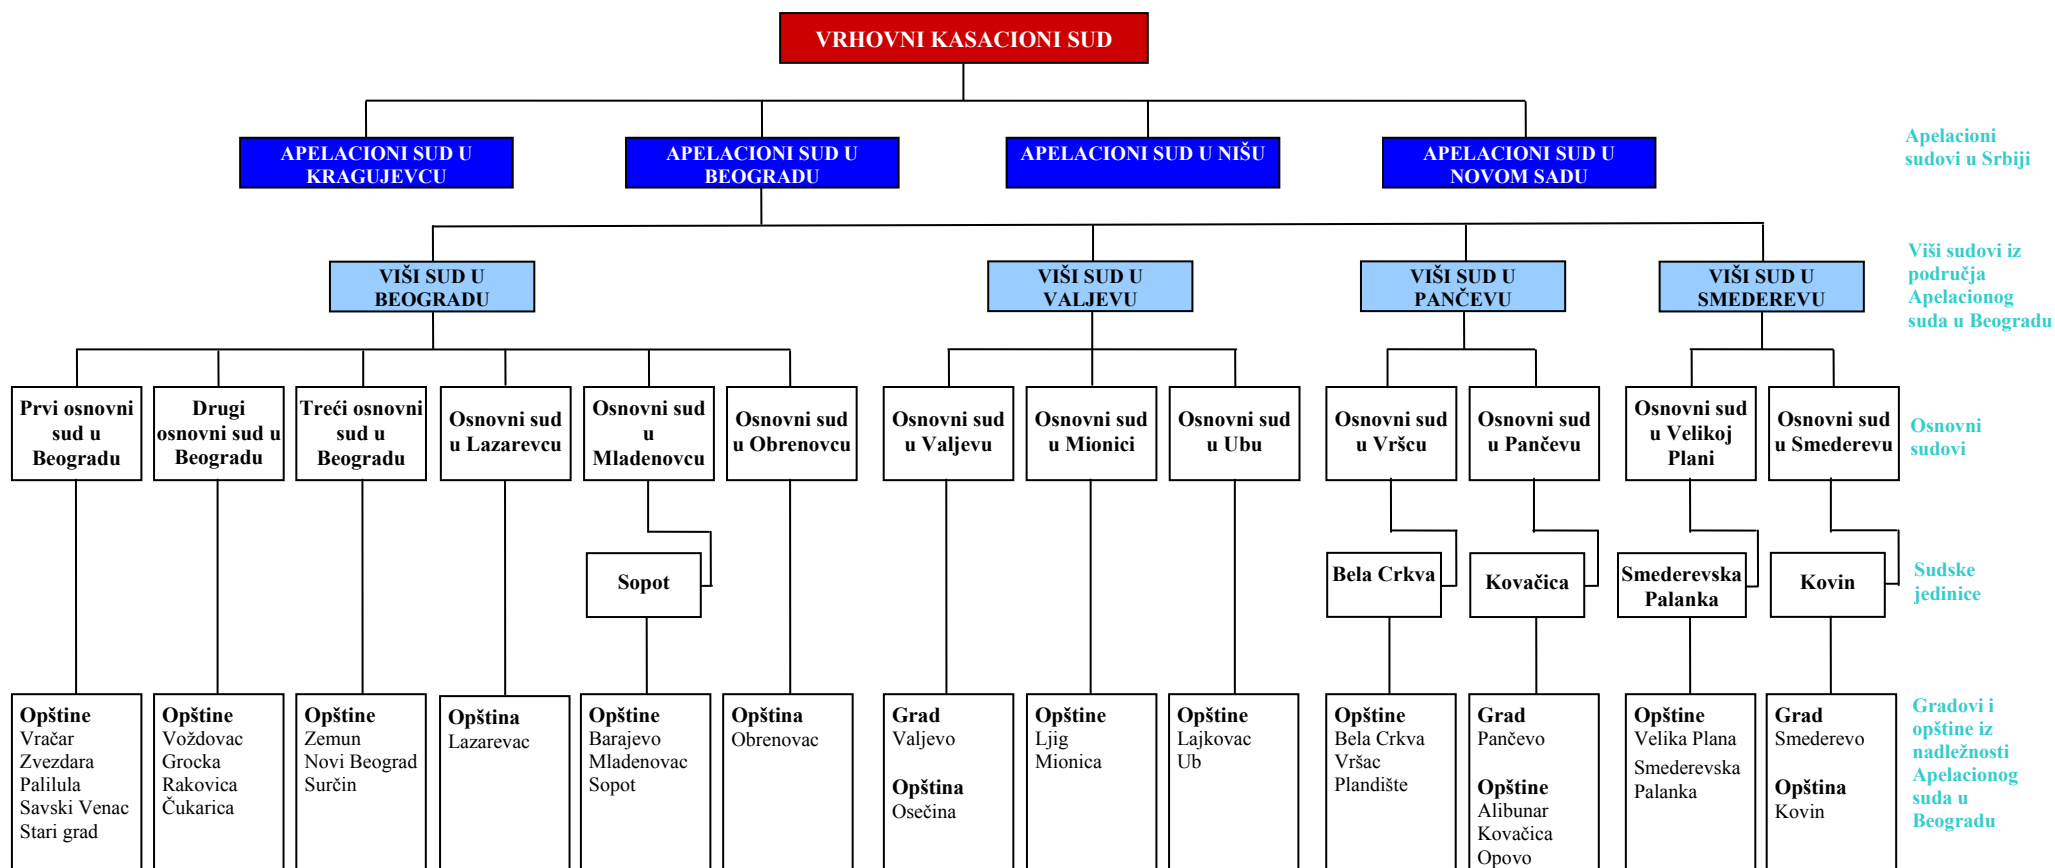 VRHOVNI KASACIONI SUD
APELACIONI SUD U
KRAGUJEVCU
APELACIONI SUD U
BEOGRADU
APELACIONI SUD U NIŠU
APELACIONI SUD U
NOVOM SADU
Apelacioni
sudovi u Srbiji
VIŠI SUD U
BEOGRADU
VIŠI SUD U
VALJEVU
VIŠI SUD U
PANČEVU
VIŠI SUD U
SMEDEREVU
Viši sudovi iz
područja
Apelacionog
suda u Beogradu
Prvi osnovni
sud u
Beogradu
Drugi
osnovni sud u
Beogradu
Treći osnovni
sud u
Beogradu
Osnovni sud
u Lazarevcu
Osnovni sud
u
Mladenovcu
Osnovni sud
u Obrenovcu
Osnovni sud
u Valjevu
Osnovni sud
u Mionici
Osnovni sud
u Ubu
Osnovni sud
u Vršcu
Osnovni sud
u Pančevu
Osnovni sud
u Velikoj
Plani
Osnovni sud
u Smederevu
Osnovni
sudovi
Sopot
Bela Crkva
Kovačica
Smederevska
Palanka
Kovin
Sudske
jedinice
Opštine
Vračar
Zvezdara
Palilula
Savski Venac
Stari grad
Opštine
Voždovac
Grocka
Rakovica
Čukarica
Opštine
Zemun
Novi Beograd
Surčin
Opština
Lazarevac
Opštine
Barajevo
Mladenovac
Sopot
Opština
Obrenovac
Grad
Valjevo
Opština
Osečina
Opštine
Ljig
Mionica
Opštine
Lajkovac
Ub
Opštine
Bela Crkva
Vršac
Plandište
Grad
Pančevo
Opštine
Alibunar
Kovačica
Opovo
Opštine
Velika Plana
Smederevska
Palanka
Grad
Smederevo
Opština
Kovin
Gradovi i
opštine iz
nadležnosti
Apelacionog
suda u
Beogradu